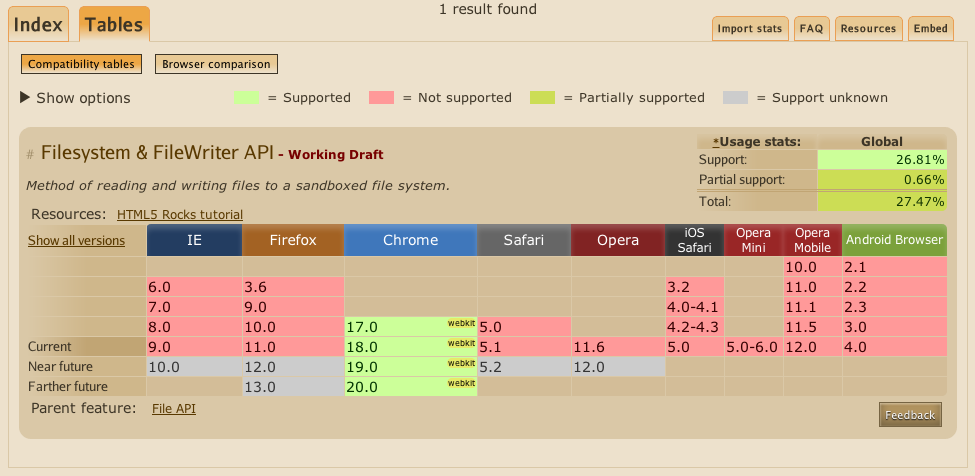 1 result found
Index Tables
Import stats FAQ Resources Embed
Compatibility tables Browser comparison
▶ Show options = Supported = Not supported = Partially supported = Support unknown
# Filesystem & FileWriter API - Working Draft
*Usage stats: Global
Support: 26.81%
Partial support: 0.66%
Total: 27.47%
Method of reading and writing files to a sandboxed file system.
Resources: HTML5 Rocks tutorial
Show all versions IE Firefox Chrome Safari Opera iOS Safari Opera Mini Opera Mobile Android Browser
10.0 2.1
6.0 3.6 3.2 11.0 2.2
7.0 9.0 4.0-4.1 11.1 2.3
8.0 10.0 17.0 webkit 5.0 4.2-4.3 11.5 3.0
Current 9.0 11.0 18.0 webkit 5.1 11.6 5.0 5.0-6.0 12.0 4.0
Near future 10.0 12.0 19.0 webkit 5.2 12.0
Farther future 13.0 20.0 webkit
Parent feature: File API
Feedback